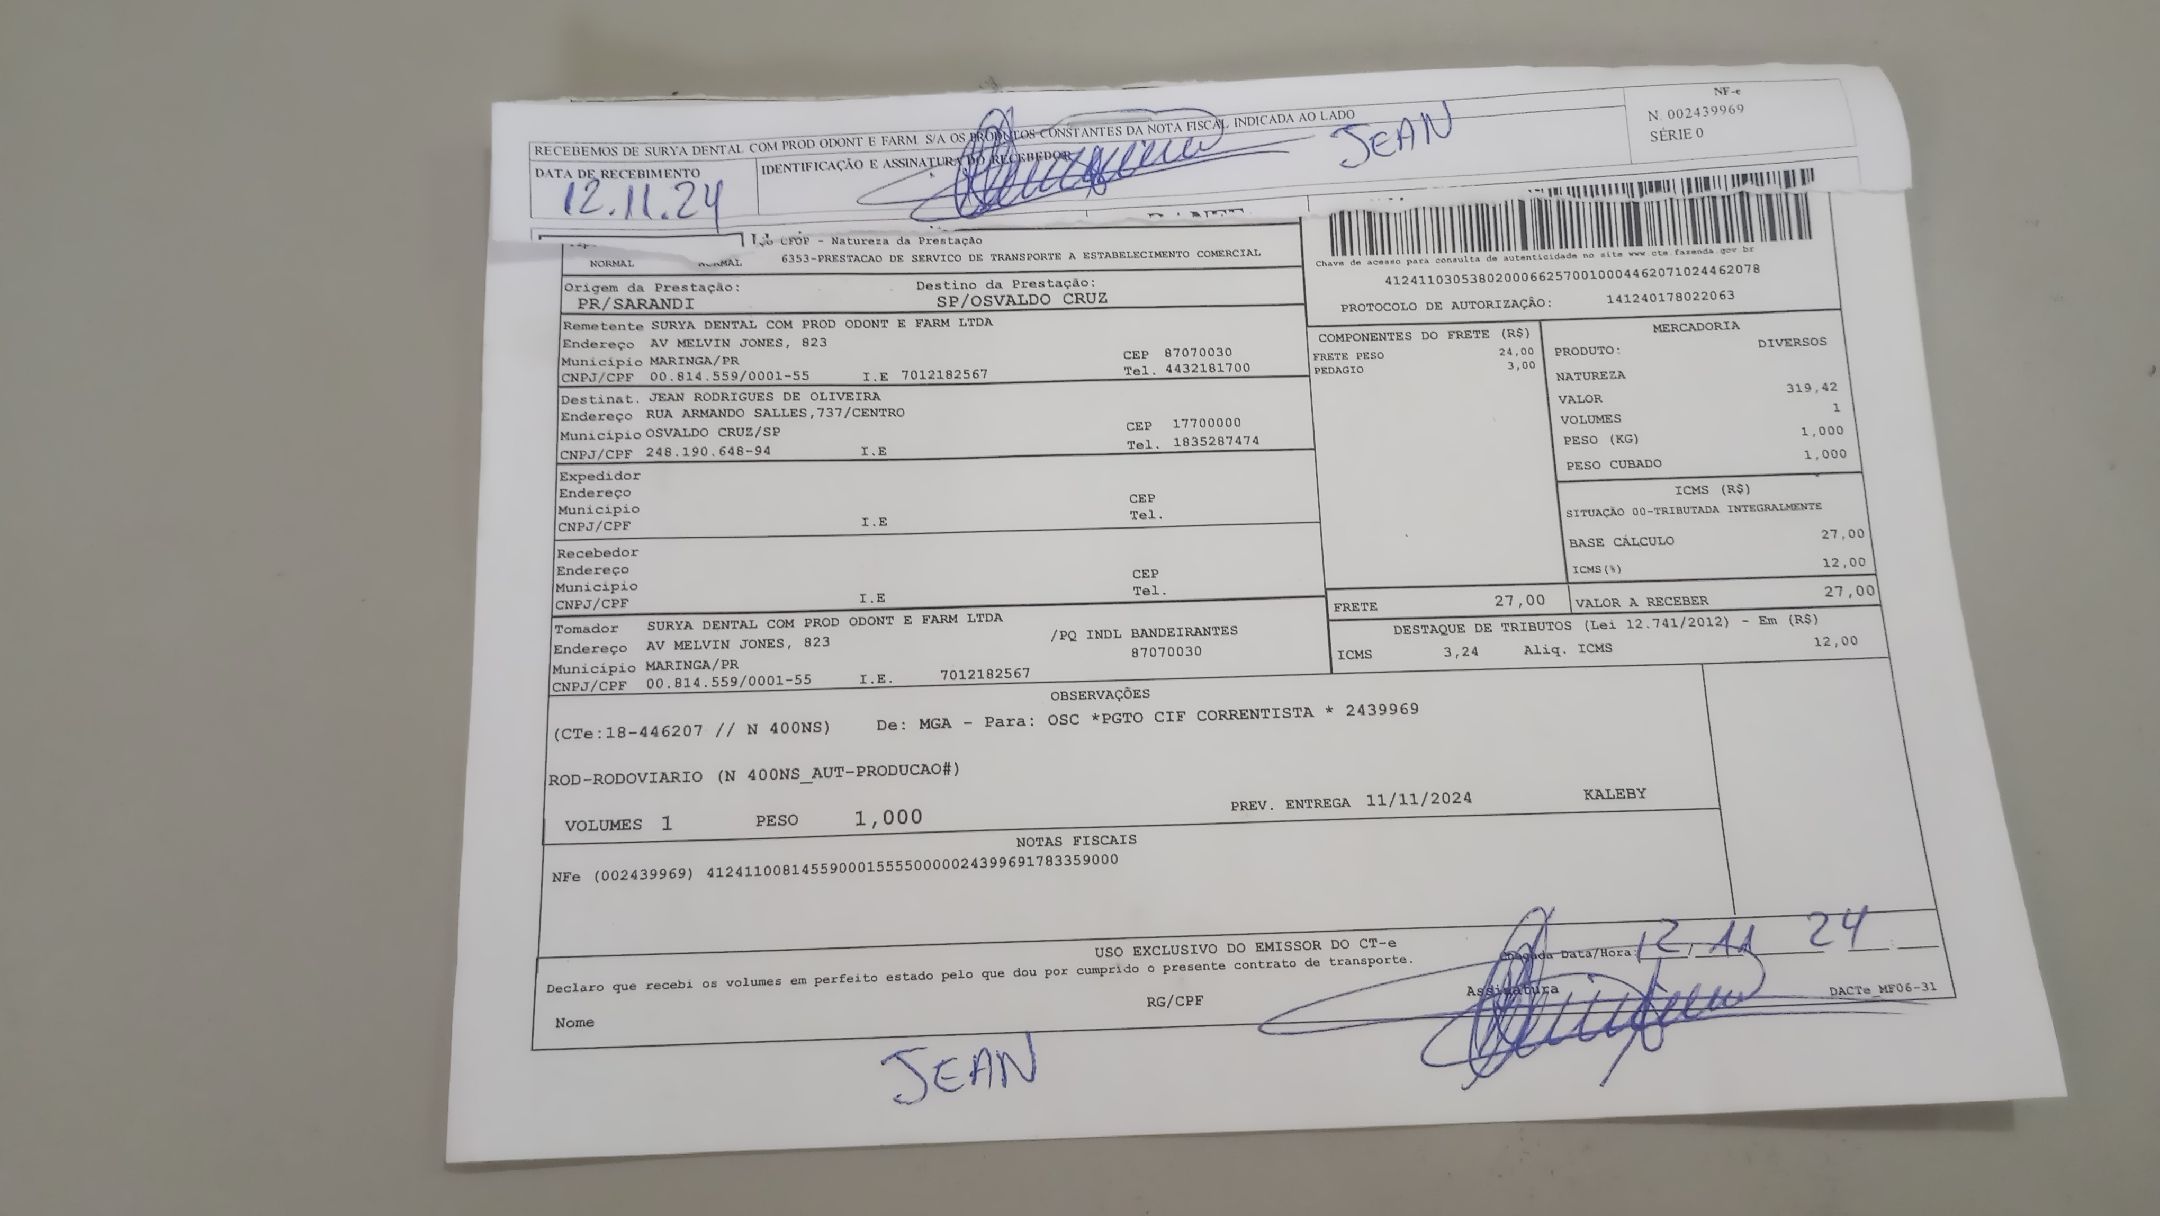 RECEBEMOS DE SURYA DENTAL COM PROD ODONT E FARM. S/A OS PRODUTOS CONSTANTES DA NOTA FISCAL INDICADA AO LADO
NF-e
N. 002439969
SÉRIE 0
DATA DE RECEBIMENTO
12.11.24
IDENTIFICAÇÃO E ASSINATURA DO RECEBEDOR
JEAN
CFOP - Natureza da Prestação
NORMAL NORMAL 6353-PRESTACAO DE SERVICO DE TRANSPORTE A ESTABELECIMENTO COMERCIAL
Chave de acesso para consulta de autenticidade no site www.cte.fazenda.gov.br
41241103053802000662570010004462071024462078
PROTOCOLO DE AUTORIZAÇÃO: 141240178022063
Origem da Prestação: Destino da Prestação:
PR/SARANDI SP/OSVALDO CRUZ
Remetente SURYA DENTAL COM PROD ODONT E FARM LTDA
Endereço AV MELVIN JONES, 823
Município MARINGA/PR CEP 87070030
CNPJ/CPF 00.814.559/0001-55 I.E 7012182567 Tel. 4432181700
Destinat. JEAN RODRIGUES DE OLIVEIRA
Endereço RUA ARMANDO SALLES,737/CENTRO
Município OSVALDO CRUZ/SP CEP 17700000
CNPJ/CPF 248.190.648-94 I.E Tel. 1835287474
Expedidor
Endereço
Município CEP
CNPJ/CPF I.E Tel.
Recebedor
Endereço
Município CEP
CNPJ/CPF I.E Tel.
Tomador SURYA DENTAL COM PROD ODONT E FARM LTDA
Endereço AV MELVIN JONES, 823 /PQ INDL BANDEIRANTES
Município MARINGA/PR 87070030
CNPJ/CPF 00.814.559/0001-55 I.E. 7012182567
COMPONENTES DO FRETE (R$)
FRETE PESO 24,00
PEDAGIO 3,00
MERCADORIA
PRODUTO: DIVERSOS
NATUREZA
VALOR 319,42
VOLUMES 1
PESO (KG) 1,000
PESO CUBADO 1,000
ICMS (R$)
SITUAÇÃO 00-TRIBUTADA INTEGRALMENTE
BASE CÁLCULO 27,00
ICMS(%) 12,00
FRETE 27,00 VALOR A RECEBER 27,00
DESTAQUE DE TRIBUTOS (Lei 12.741/2012) - Em (R$)
ICMS 3,24 Aliq. ICMS 12,00
OBSERVAÇÕES
(CTe:18-446207 // N 400NS) De: MGA - Para: OSC *PGTO CIF CORRENTISTA * 2439969
ROD-RODOVIARIO (N 400NS_AUT-PRODUCAO#)
VOLUMES 1 PESO 1,000 PREV. ENTREGA 11/11/2024 KALEBY
NOTAS FISCAIS
NFe (002439969) 41241100814559000155550000024399691783359000
USO EXCLUSIVO DO EMISSOR DO CT-e
Declaro que recebi os volumes em perfeito estado pelo que dou por cumprido o presente contrato de transporte.
Chegada Data/Hora: 12/11 24
Nome RG/CPF Assinatura DACTe_MF06-31
JEAN